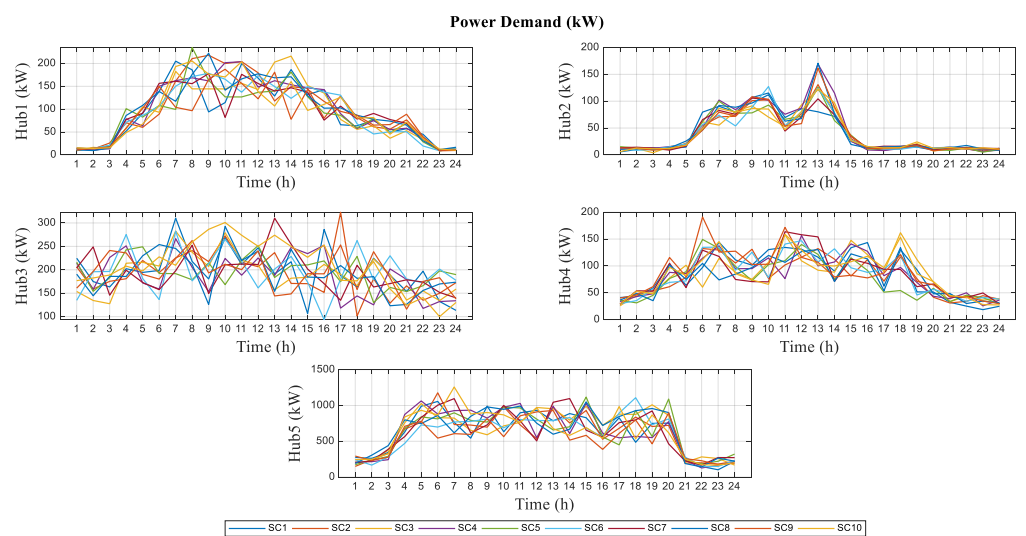 Power Demand (kW)
200
150
100
50
0
Hub1 (kW)
1 2 3 4 5 6 7 8 9 10 11 12 13 14 15 16 17 18 19 20 21 22 23 24
Time (h)
200
150
100
50
0
Hub2 (kW)
1 2 3 4 5 6 7 8 9 10 11 12 13 14 15 16 17 18 19 20 21 22 23 24
Time (h)
300
250
200
150
100
Hub3 (kW)
1 2 3 4 5 6 7 8 9 10 11 12 13 14 15 16 17 18 19 20 21 22 23 24
Time (h)
200
150
100
50
0
Hub4 (kW)
1 2 3 4 5 6 7 8 9 10 11 12 13 14 15 16 17 18 19 20 21 22 23 24
Time (h)
1500
1000
500
0
Hub5 (kW)
1 2 3 4 5 6 7 8 9 10 11 12 13 14 15 16 17 18 19 20 21 22 23 24
Time (h)
SC1 SC2 SC3 SC4 SC5 SC6 SC7 SC8 SC9 SC10